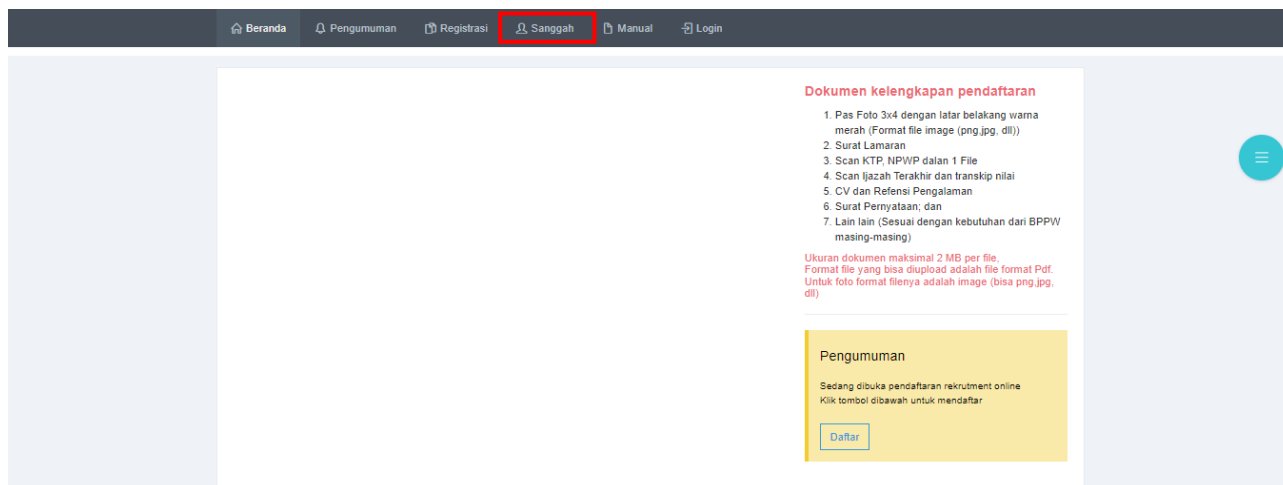 Beranda Pengumuman Registrasi Sanggah Manual Login
Dokumen kelengkapan pendaftaran
1. Pas Foto 3x4 dengan latar belakang warna
merah (Format file image (png,jpg, dll))
2. Surat Lamaran
3. Scan KTP, NPWP dalan 1 File
4. Scan Ijazah Terakhir dan transkip nilai
5. CV dan Refensi Pengalaman
6. Surat Pernyataan; dan
7. Lain lain (Sesuai dengan kebutuhan dari BPPW
masing-masing)
Ukuran dokumen maksimal 2 MB per file,
Format file yang bisa diupload adalah file format Pdf.
Untuk foto format filenya adalah image (bisa png,jpg,
dll)
Pengumuman
Sedang dibuka pendaftaran rekrutment online
Klik tombol dibawah untuk mendaftar
Daftar